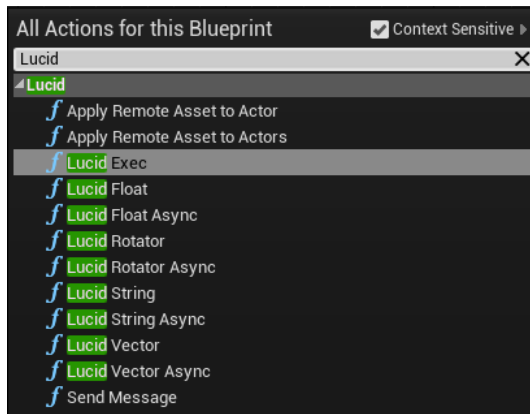 All Actions for this Blueprint Context Sensitive
Lucid
Lucid
Apply Remote Asset to Actor
Apply Remote Asset to Actors
Lucid Exec
Lucid Float
Lucid Float Async
Lucid Rotator
Lucid Rotator Async
Lucid String
Lucid String Async
Lucid Vector
Lucid Vector Async
Send Message